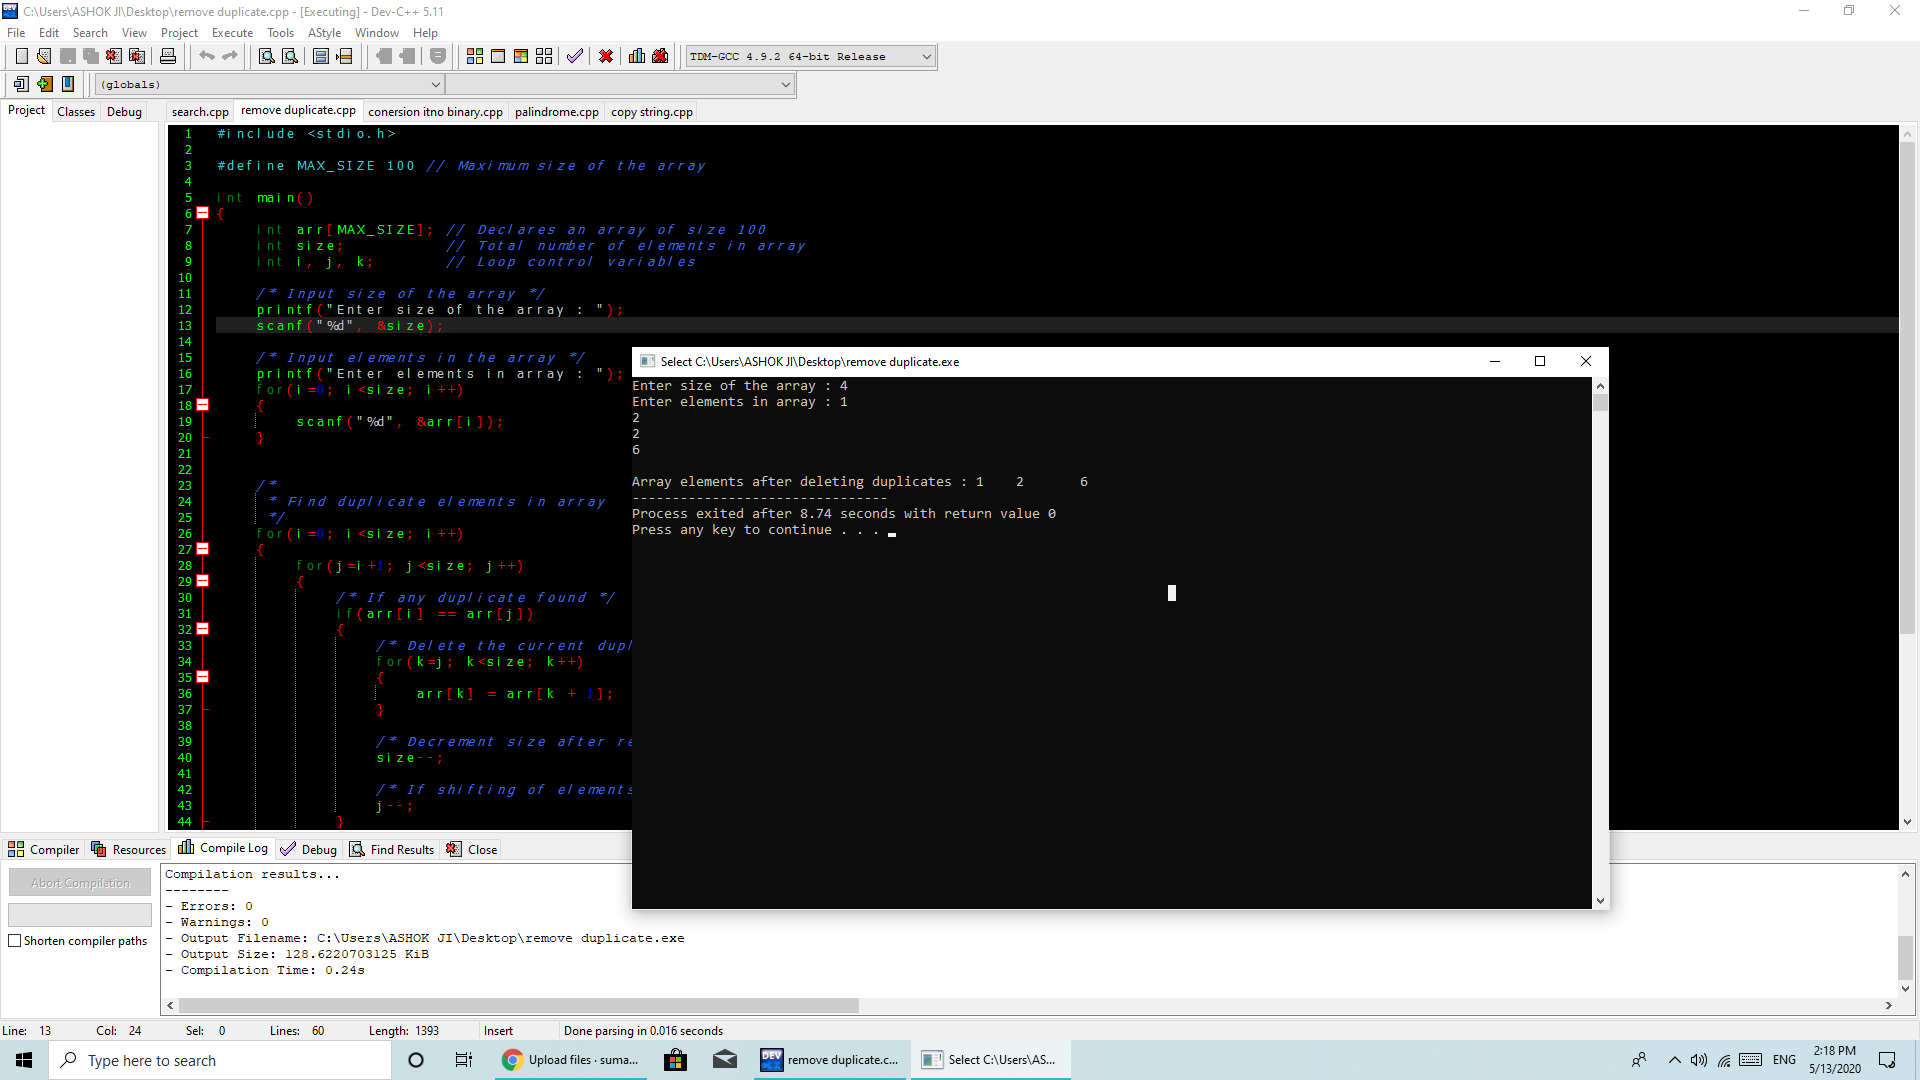 C:\Users\ASHOK JI\Desktop\remove duplicate.cpp - [Executing] - Dev-C++ 5.11
File Edit Search View Project Execute Tools AStyle Window Help
TDM-GCC 4.9.2 64-bit Release
(globals)
Project Classes Debug
search.cpp remove duplicate.cpp conersion itno binary.cpp palindrome.cpp copy string.cpp
1 #include <stdio.h>
2
3 #define MAX_SIZE 100 // Maximum size of the array
4
5 int main()
6 {
7 int arr[MAX_SIZE]; // Declares an array of size 100
8 int size; // Total number of elements in array
9 int i, j, k; // Loop control variables
10
11 /* Input size of the array */
12 printf("Enter size of the array : ");
13 scanf("%d", &size);
14
15 /* Input elements in the array */
16 printf("Enter elements in array : ");
17 for(i=0; i<size; i++)
18 {
19 scanf("%d", &arr[i]);
20 }
21
22
23 /*
24 * Find duplicate elements in array
25 */
26 for(i=0; i<size; i++)
27 {
28 for(j=i+1; j<size; j++)
29 {
30 /* If any duplicate found */
31 if(arr[i] == arr[j])
32 {
33 /* Delete the current dupl
34 for(k=j; k<size; k++)
35 {
36 arr[k] = arr[k + 1];
37 }
38
39 /* Decrement size after re
40 size--;
41
42 /* If shifting of elements
43 j--;
44 }
Select C:\Users\ASHOK JI\Desktop\remove duplicate.exe
Enter size of the array : 4
Enter elements in array : 1
2
2
6
Array elements after deleting duplicates : 1 2 6
--------------------------------
Process exited after 8.74 seconds with return value 0
Press any key to continue . . .
Compiler Resources Compile Log Debug Find Results Close
Abort Compilation
Shorten compiler paths
Compilation results...
--------
- Errors: 0
- Warnings: 0
- Output Filename: C:\Users\ASHOK JI\Desktop\remove duplicate.exe
- Output Size: 128.6220703125 KiB
- Compilation Time: 0.24s
Line: 13 Col: 24 Sel: 0 Lines: 60 Length: 1393 Insert Done parsing in 0.016 seconds
Type here to search
Upload files · suma...
DEV remove duplicate.c...
Select C:\Users\AS...
ENG
2:18 PM
5/13/2020